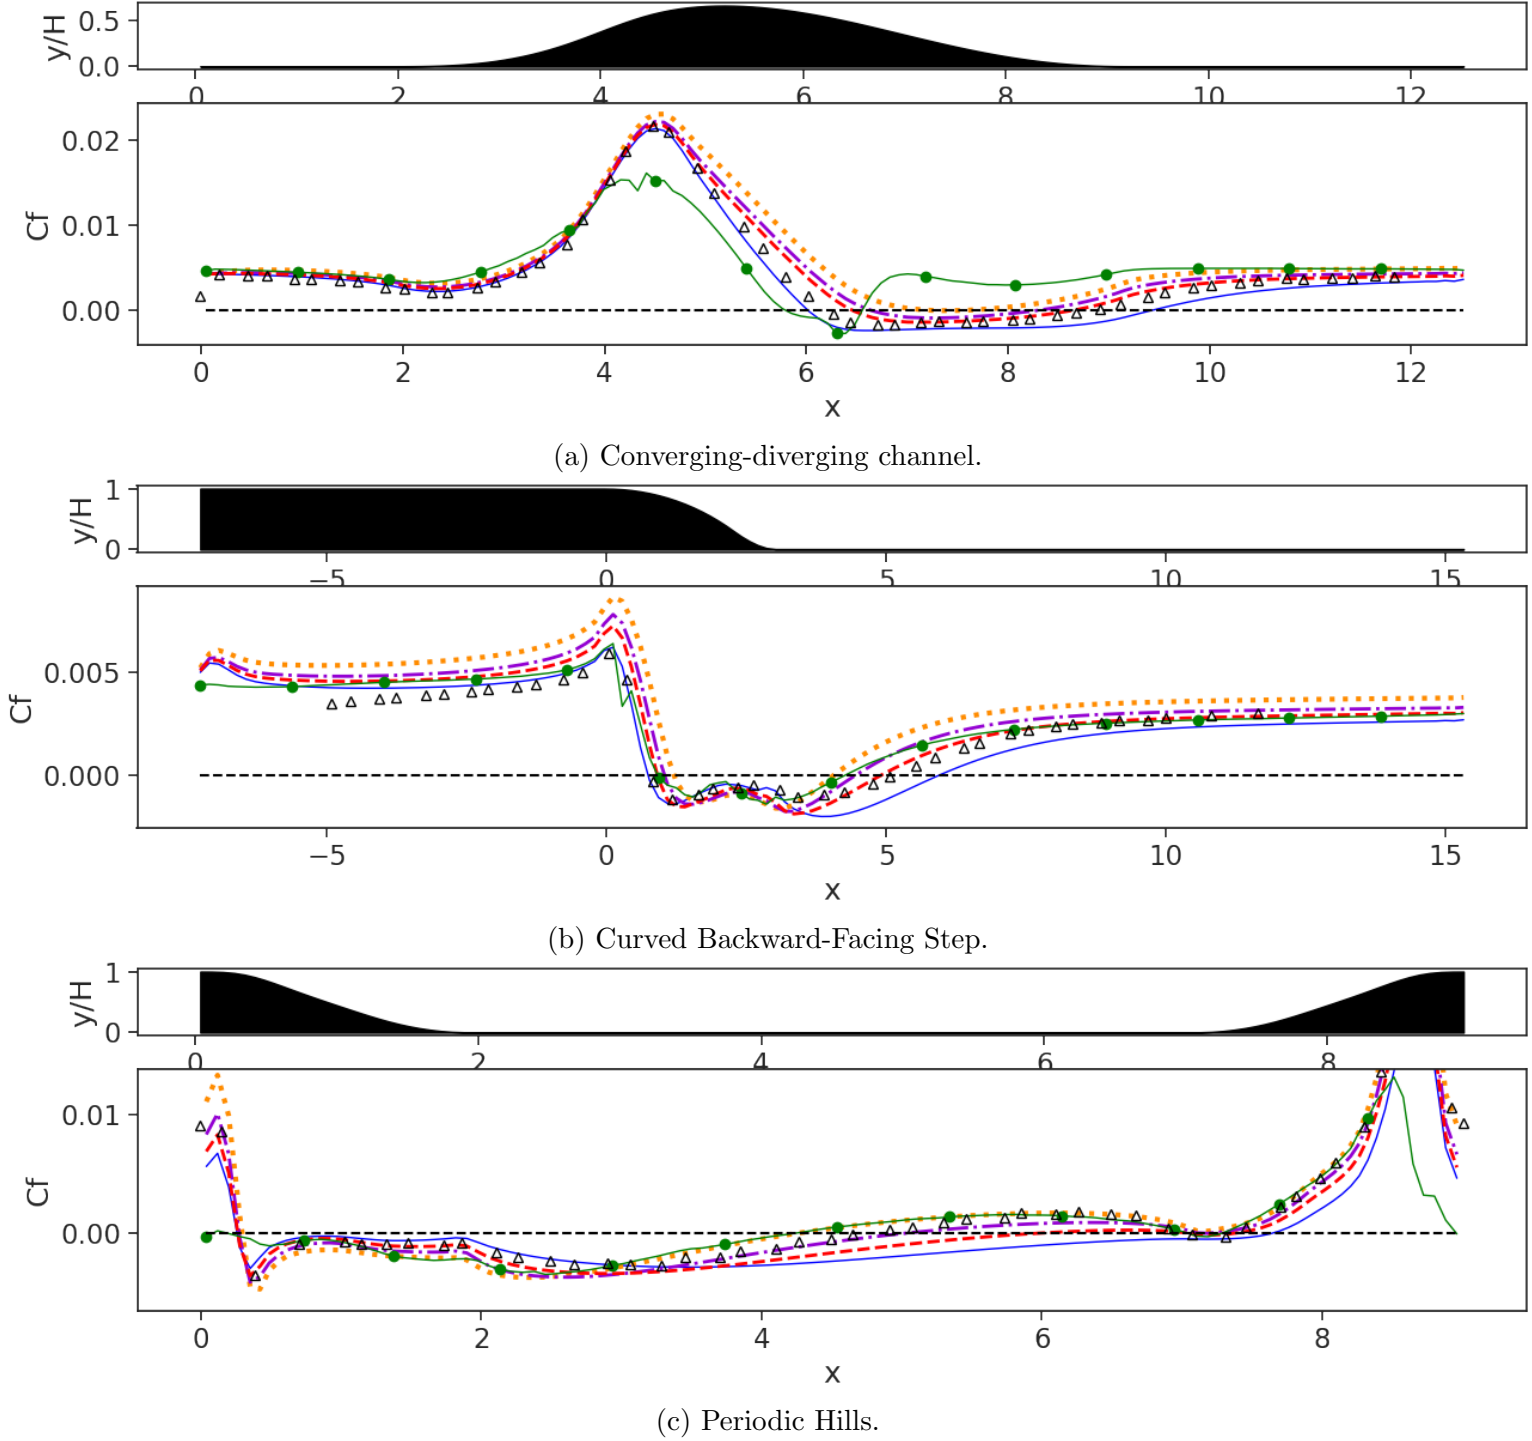 y/H
0.5
0.0
0 2 4 6 8 10 12
Cf
0.02
0.01
0.00
0 2 4 6 8 10 12
x
(a) Converging-diverging channel.
y/H
1
0
−5 0 5 10 15
Cf
0.005
0.000
−5 0 5 10 15
x
(b) Curved Backward-Facing Step.
y/H
1
0
0 2 4 6 8
Cf
0.01
0.00
0 2 4 6 8
x
(c) Periodic Hills.